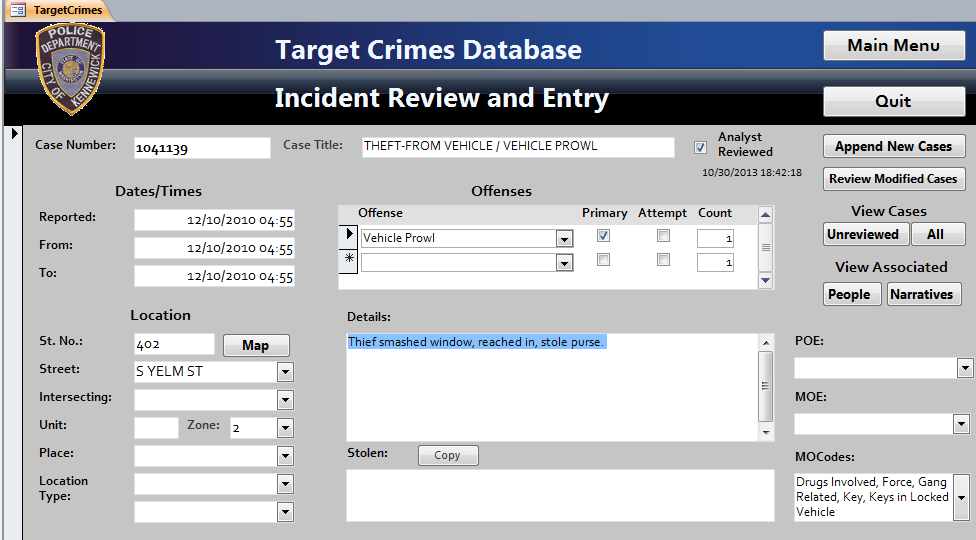 TargetCrimes
POLICE
DEPARTMENT
CITY OF KENNEWICK
Target Crimes Database
Main Menu
Incident Review and Entry
Quit
Case Number:
1041139
Case Title:
THEFT-FROM VEHICLE / VEHICLE PROWL
Analyst
Reviewed
10/30/2013 18:42:18
Append New Cases
Review Modified Cases
Dates/Times
Reported:
12/10/2010 04:55
From:
12/10/2010 04:55
To:
12/10/2010 04:55
Offenses
Offense
Primary
Attempt
Count
Vehicle Prowl
1
*
1
View Cases
Unreviewed
All
View Associated
People
Narratives
Location
St. No.:
402
Map
Street:
S YELM ST
Intersecting:
Unit:
Zone:
2
Place:
Location
Type:
Details:
Thief smashed window, reached in, stole purse.
Stolen:
Copy
POE:
MOE:
MOCodes:
Drugs Involved, Force, Gang
Related, Key, Keys in Locked
Vehicle